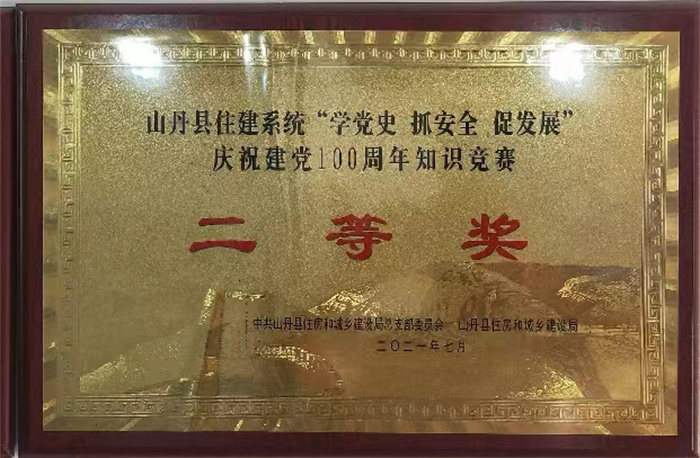 山丹县住建系统“学党史 抓安全 促发展”
庆祝建党100周年知识竞赛
二等奖
中共山丹县住房和城乡建设局总支部委员会 山丹县住房和城乡建设局
二〇二一年七月